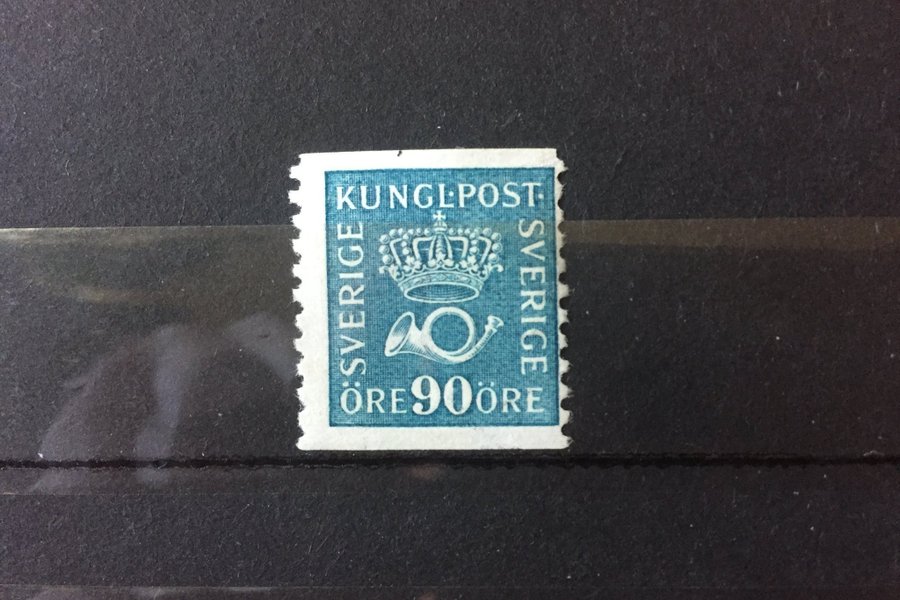 KUNGL·POST·
SVERIGE
SVERIGE
ÖRE 90 ÖRE